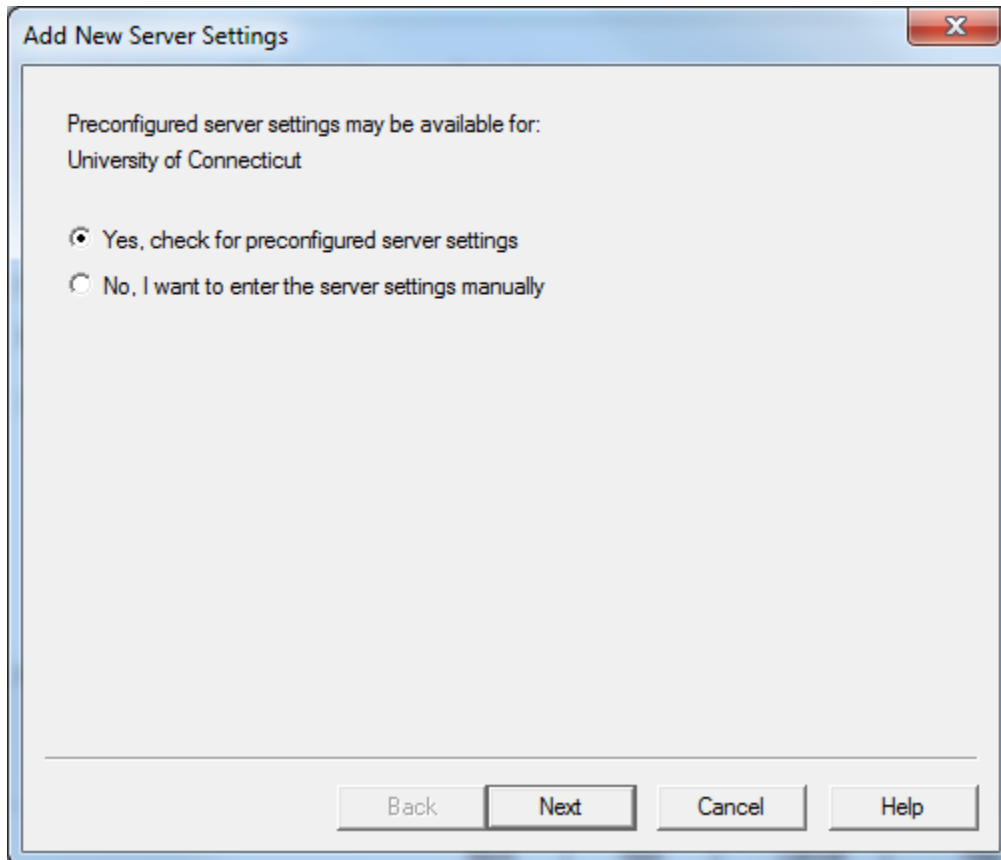 Add New Server Settings
Preconfigured server settings may be available for:
University of Connecticut
Yes, check for preconfigured server settings
No, I want to enter the server settings manually
Back Next Cancel Help